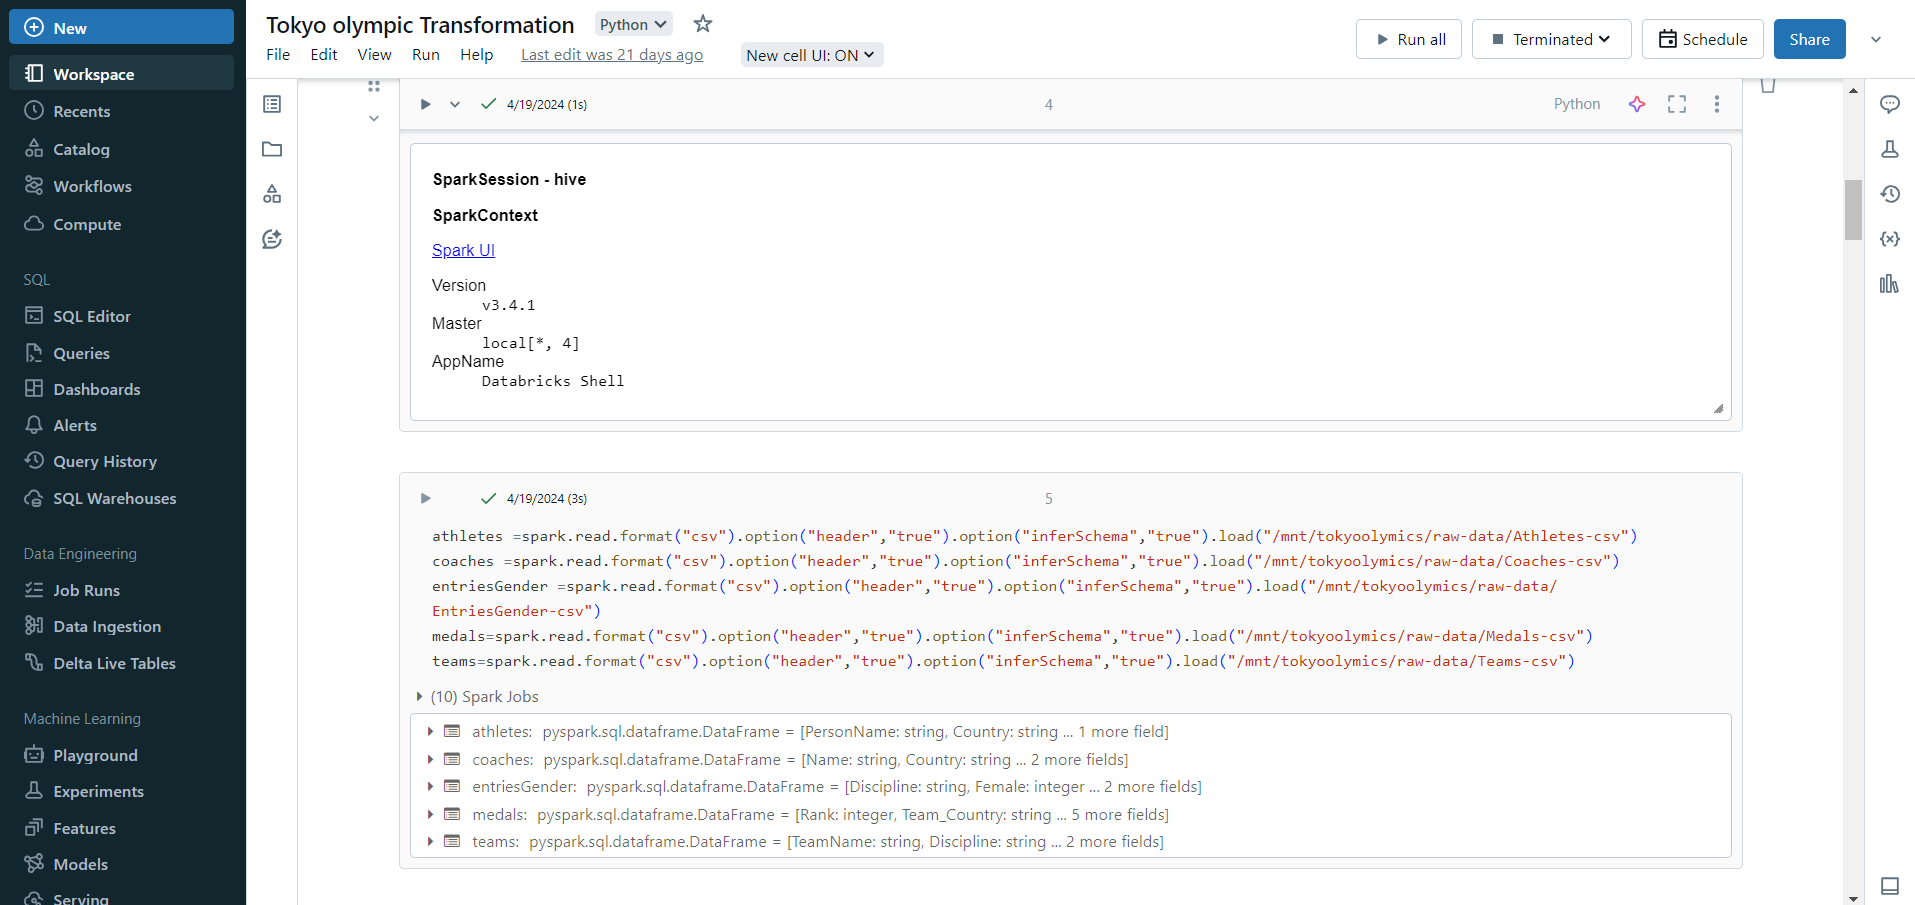 New
Workspace
Recents
Catalog
Workflows
Compute
SQL
SQL Editor
Queries
Dashboards
Alerts
Query History
SQL Warehouses
Data Engineering
Job Runs
Data Ingestion
Delta Live Tables
Machine Learning
Playground
Experiments
Features
Models
Serving
Tokyo olympic Transformation Python
File Edit View Run Help Last edit was 21 days ago New cell UI: ON
Run all Terminated Schedule Share
4/19/2024 (1s) 4 Python
SparkSession - hive
SparkContext
Spark UI
Version
v3.4.1
Master
local[*, 4]
AppName
Databricks Shell
4/19/2024 (3s) 5
athletes =spark.read.format("csv").option("header","true").option("inferSchema","true").load("/mnt/tokyoolymics/raw-data/Athletes-csv")
coaches =spark.read.format("csv").option("header","true").option("inferSchema","true").load("/mnt/tokyoolymics/raw-data/Coaches-csv")
entriesGender =spark.read.format("csv").option("header","true").option("inferSchema","true").load("/mnt/tokyoolymics/raw-data/
EntriesGender-csv")
medals=spark.read.format("csv").option("header","true").option("inferSchema","true").load("/mnt/tokyoolymics/raw-data/Medals-csv")
teams=spark.read.format("csv").option("header","true").option("inferSchema","true").load("/mnt/tokyoolymics/raw-data/Teams-csv")
(10) Spark Jobs
athletes: pyspark.sql.dataframe.DataFrame = [PersonName: string, Country: string ... 1 more field]
coaches: pyspark.sql.dataframe.DataFrame = [Name: string, Country: string ... 2 more fields]
entriesGender: pyspark.sql.dataframe.DataFrame = [Discipline: string, Female: integer ... 2 more fields]
medals: pyspark.sql.dataframe.DataFrame = [Rank: integer, Team_Country: string ... 5 more fields]
teams: pyspark.sql.dataframe.DataFrame = [TeamName: string, Discipline: string ... 2 more fields]